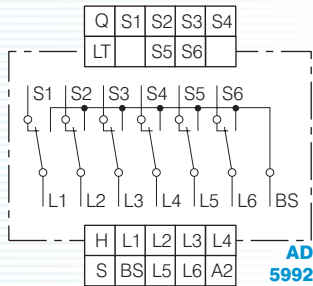 Q S1 S2 S3 S4
LT S5 S6
S1 S2 S3 S4 S5 S6
L1 L2 L3 L4 L5 L6 BS
H L1 L2 L3 L4
S BS L5 L6 A2
AD
5992